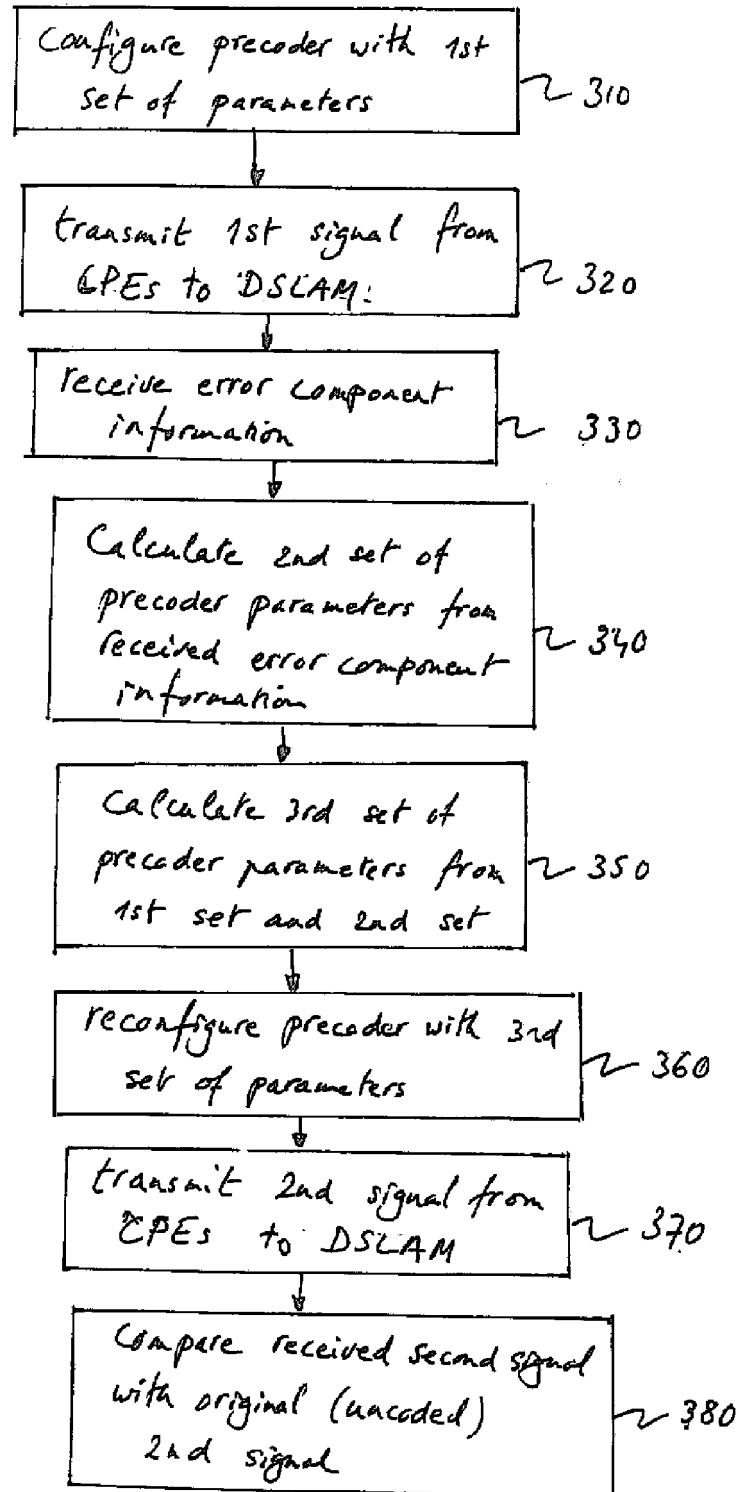 Configure precoder with 1st
set of parameters
310
transmit 1st signal from
CPEs to DSLAM.
320
receive error component
information
330
Calculate 2nd set of
precoder parameters from
received error component
information
340
Calculate 3rd set of
precoder parameters from
1st set and 2nd set
350
reconfigure precoder with 3rd
set of parameters
360
transmit 2nd signal from
CPEs to DSLAM
370
Compare received second signal
with original (uncoded)
2nd signal
380